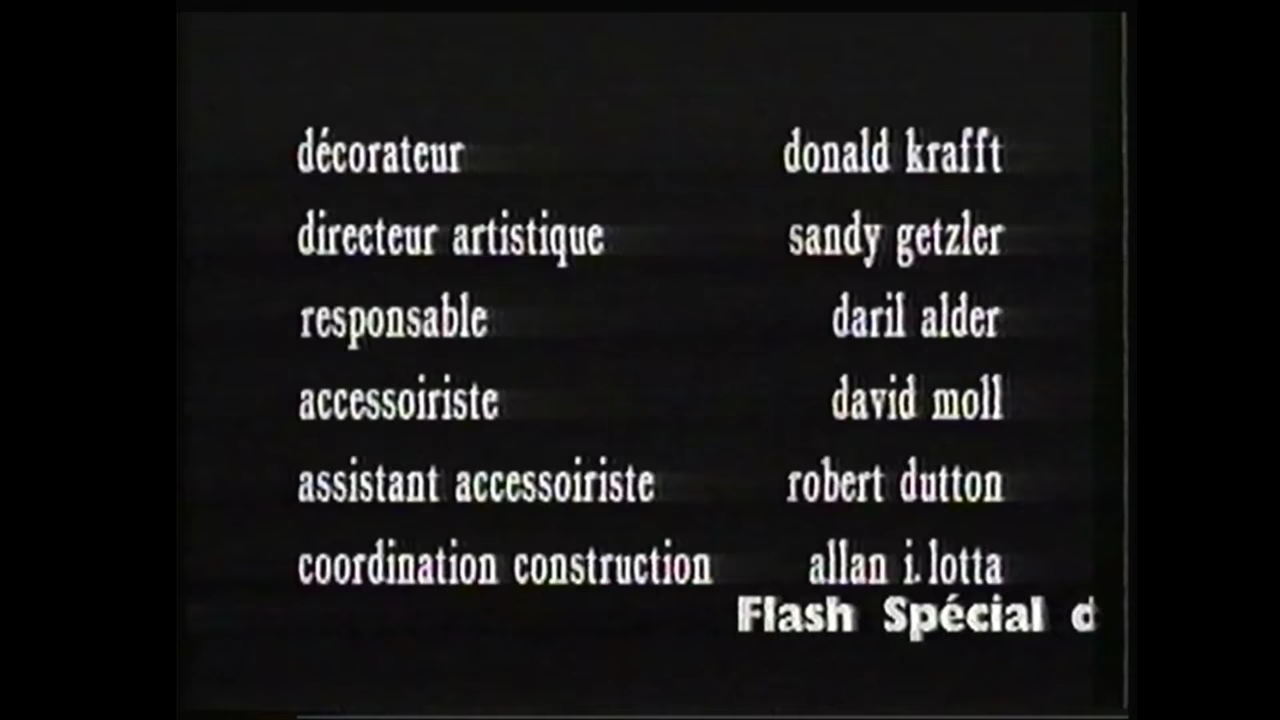 décorateur donald krafft
directeur artistique sandy getzler
responsable daril alder
accessoiriste david moll
assistant accessoiriste robert dutton
coordination construction allan i. lotta
Flash Spécial d